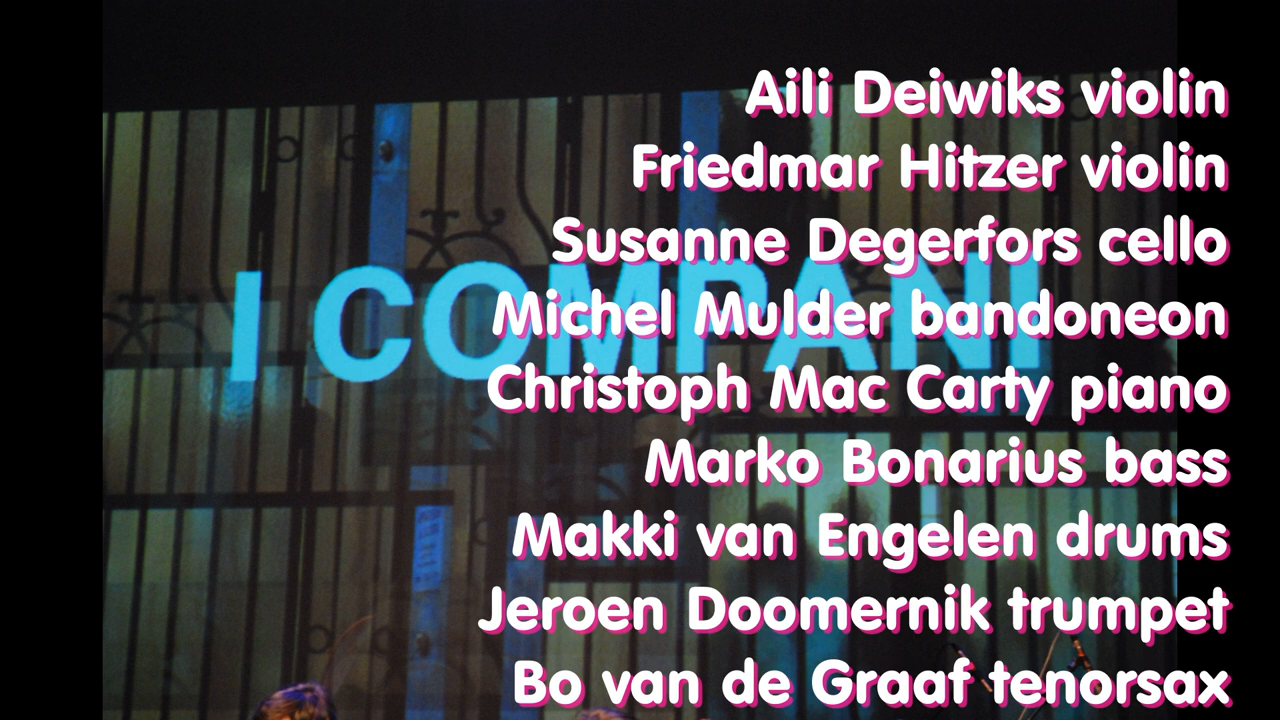 Aili Deiwiks violin
Friedmar Hitzer violin
Susanne Degerfors cello
I COMPANI
Michel Mulder bandoneon
Christoph Mac Carty piano
Marko Bonarius bass
Makki van Engelen drums
Jeroen Doomernik trumpet
Bo van de Graaf tenorsax